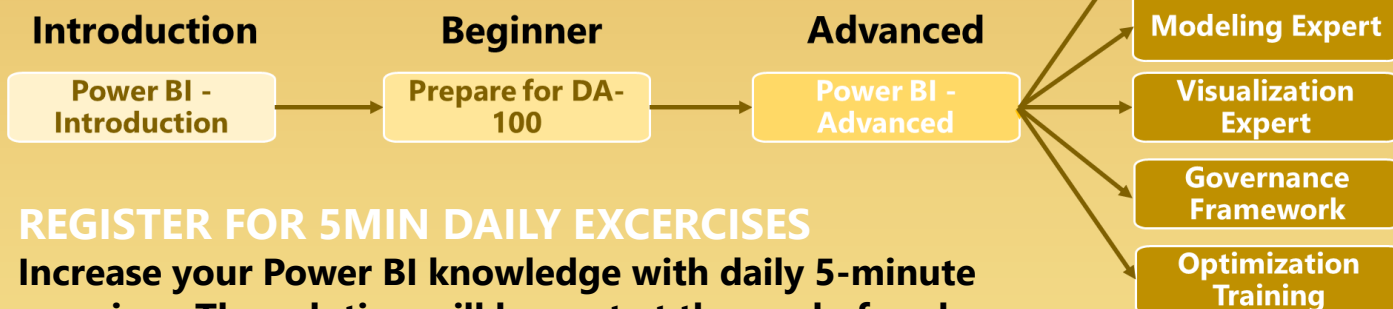 Introduction
Beginner
Advanced
Power BI -
Introduction
Prepare for DA-
100
Power BI -
Advanced
Modeling Expert
Visualization
Expert
Governance
Framework
Optimization
Training
REGISTER FOR 5MIN DAILY EXCERCISES
Increase your Power BI knowledge with daily 5-minute